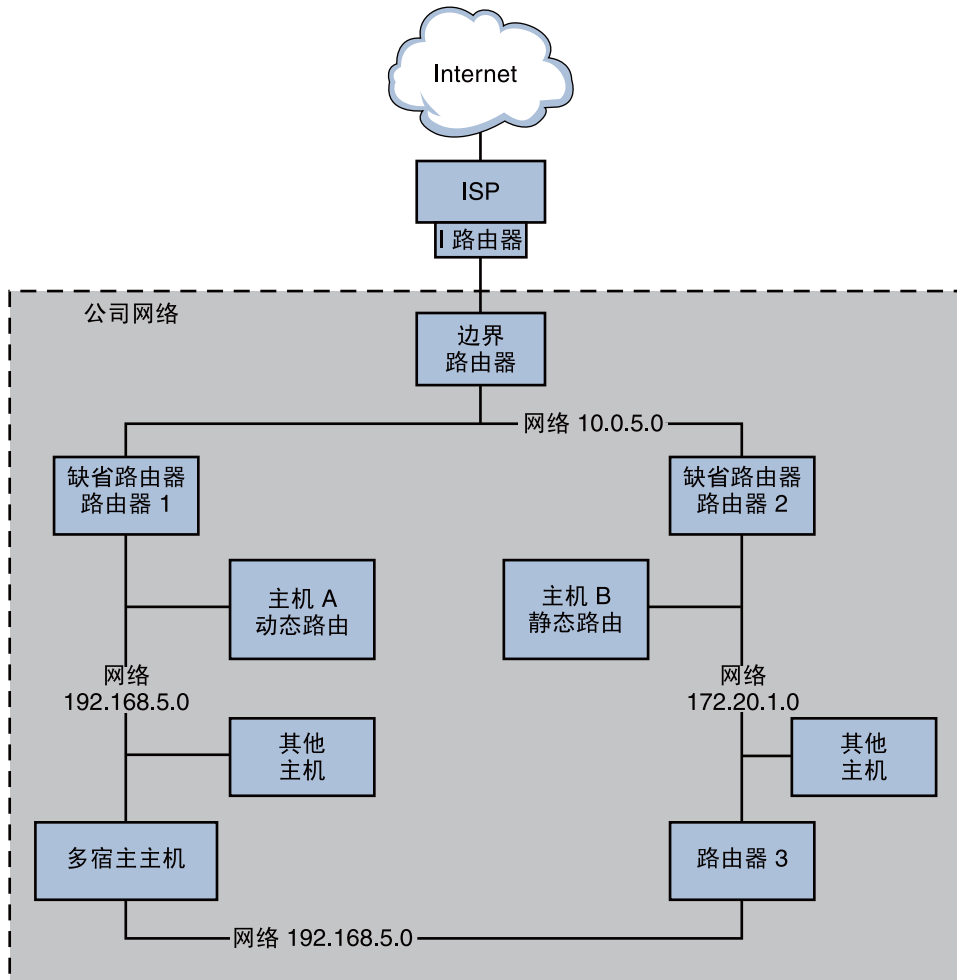 Internet
ISP
I 路由器
公司网络
边界
路由器
网络 10.0.5.0
缺省路由器
路由器 1
缺省路由器
路由器 2
主机 A
动态路由
主机 B
静态路由
网络
192.168.5.0
网络
172.20.1.0
其他
主机
其他
主机
多宿主主机
路由器 3
网络 192.168.5.0